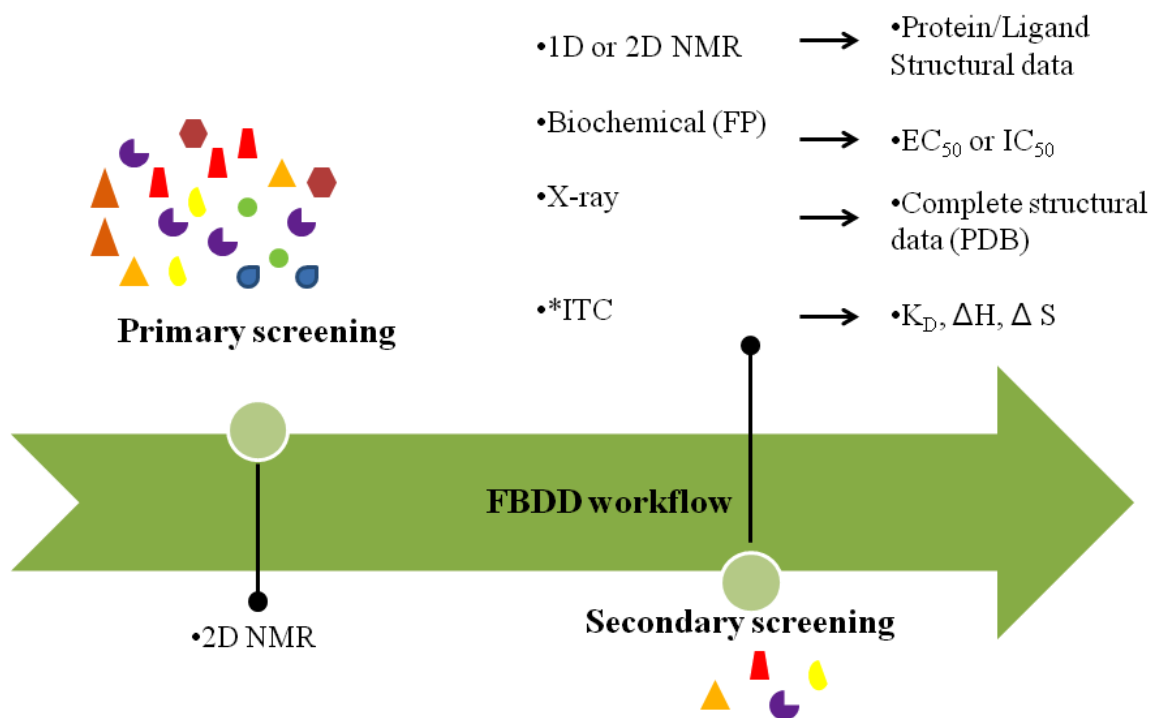 •1D or 2D NMR
•Protein/Ligand
Structural data
•Biochemical (FP)
•EC₅₀ or IC₅₀
•X-ray
•Complete structural
data (PDB)
•*ITC
•K_D, ΔH, Δ S
Primary screening
FBDD workflow
•2D NMR
Secondary screening